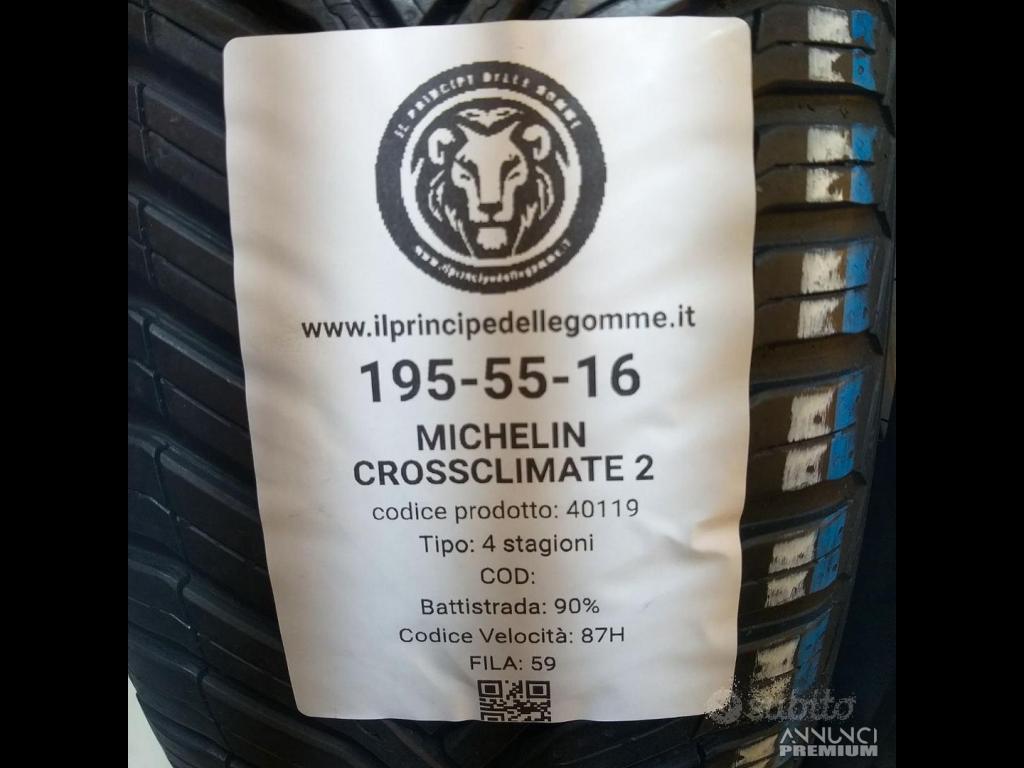 IL PRINCIPE DELLE GOMME
www.ilprincipedellegomme.it
www.ilprincipedellegomme.it
195-55-16
MICHELIN
CROSSCLIMATE 2
codice prodotto: 40119
Tipo: 4 stagioni
COD:
Battistrada: 90%
Codice Velocità: 87H
FILA: 59
subito
ANNUNCI
PREMIUM